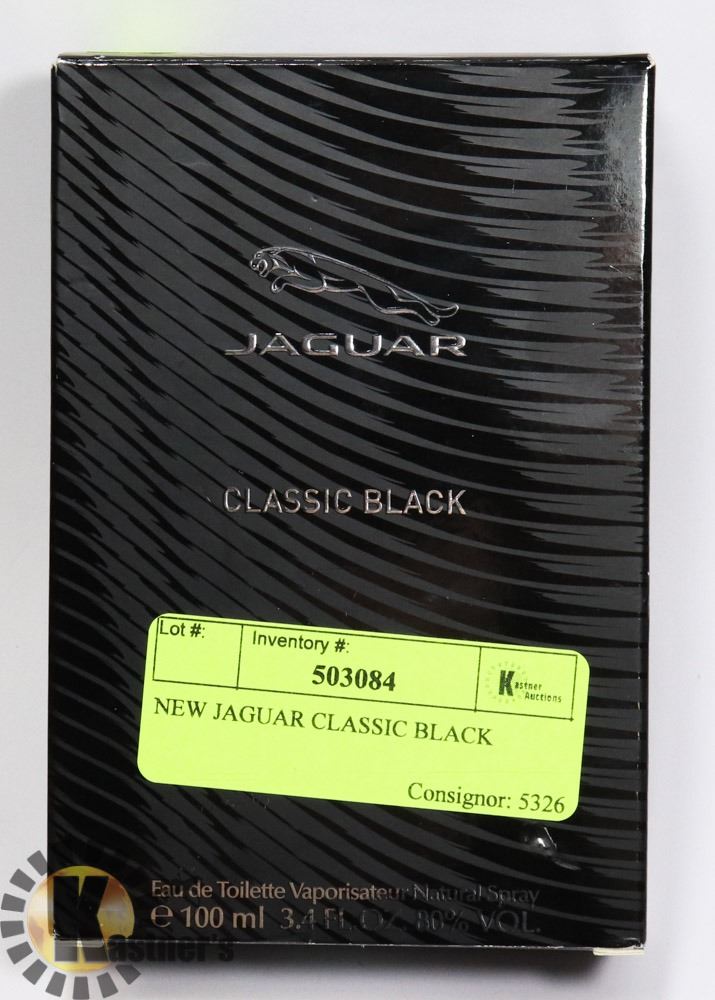 JAGUAR
CLASSIC BLACK
Lot #:
Inventory #:
503084
Kastner
Auctions
NEW JAGUAR CLASSIC BLACK
Consignor: 5326
Eau de Toilette Vaporisateur Natural Spray
e 100 ml 3.4 FL. OZ. 80% VOL.
Kastner's